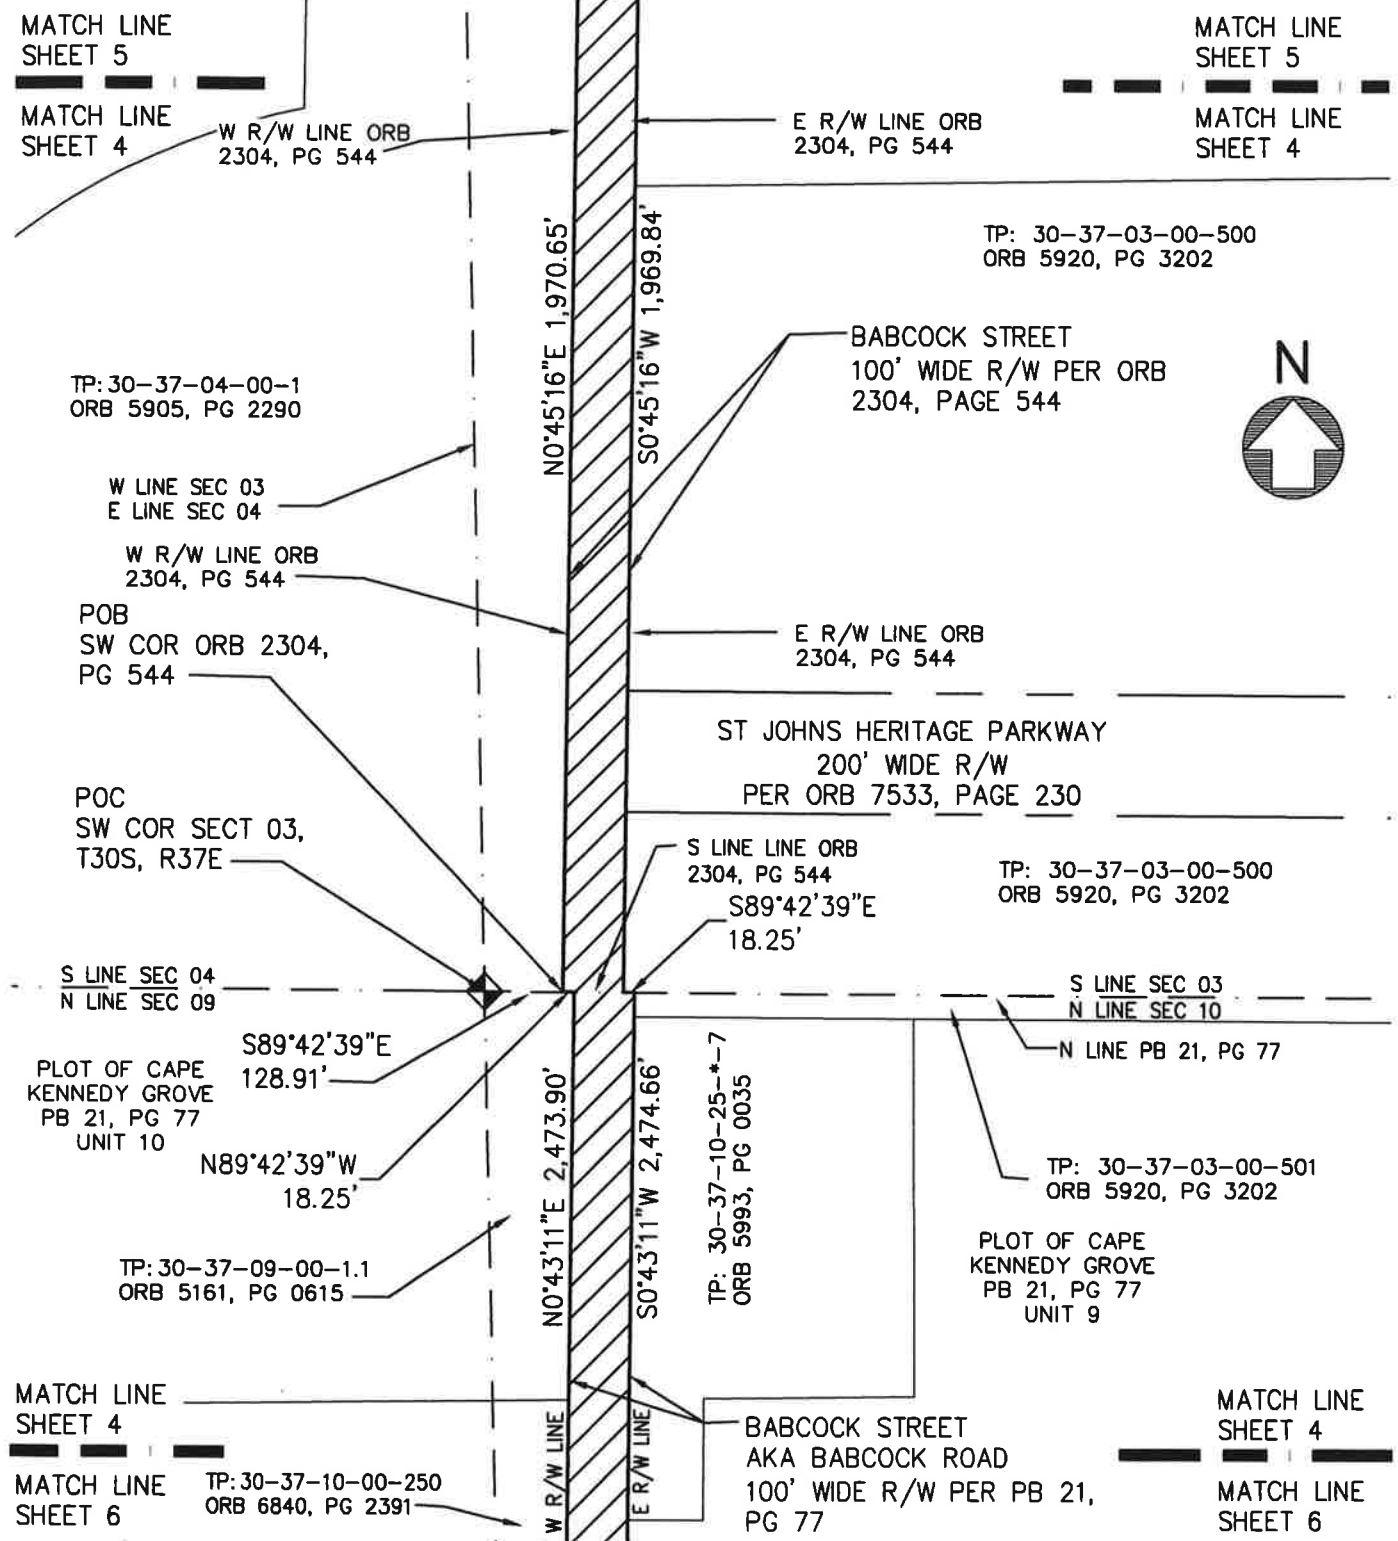 MATCH LINE
SHEET 5
MATCH LINE
SHEET 4
MATCH LINE
SHEET 5
MATCH LINE
SHEET 4
W R/W LINE ORB
2304, PG 544
E R/W LINE ORB
2304, PG 544
TP: 30-37-03-00-500
ORB 5920, PG 3202
N0°45'16"E 1,970.65'
S0°45'16"W 1,969.84'
BABCOCK STREET
100' WIDE R/W PER ORB
2304, PAGE 544
N
TP: 30-37-04-00-1
ORB 5905, PG 2290
W LINE SEC 03
E LINE SEC 04
W R/W LINE ORB
2304, PG 544
POB
SW COR ORB 2304,
PG 544
E R/W LINE ORB
2304, PG 544
ST JOHNS HERITAGE PARKWAY
200' WIDE R/W
PER ORB 7533, PAGE 230
POC
SW COR SECT 03,
T30S, R37E
S LINE LINE ORB
2304, PG 544
S89°42'39"E
18.25'
TP: 30-37-03-00-500
ORB 5920, PG 3202
S LINE SEC 04
N LINE SEC 09
S LINE SEC 03
N LINE SEC 10
S89°42'39"E
128.91'
N LINE PB 21, PG 77
PLOT OF CAPE
KENNEDY GROVE
PB 21, PG 77
UNIT 10
N89°42'39"W
18.25'
N0°43'11"E 2,473.90'
S0°43'11"W 2,474.66'
TP: 30-37-10-25-*-7
ORB 5993, PG 0035
TP: 30-37-03-00-501
ORB 5920, PG 3202
TP: 30-37-09-00-1.1
ORB 5161, PG 0615
PLOT OF CAPE
KENNEDY GROVE
PB 21, PG 77
UNIT 9
MATCH LINE
SHEET 4
MATCH LINE
SHEET 6
TP: 30-37-10-00-250
ORB 6840, PG 2391
W R/W LINE
E R/W LINE
BABCOCK STREET
AKA BABCOCK ROAD
100' WIDE R/W PER PB 21,
PG 77
MATCH LINE
SHEET 4
MATCH LINE
SHEET 6